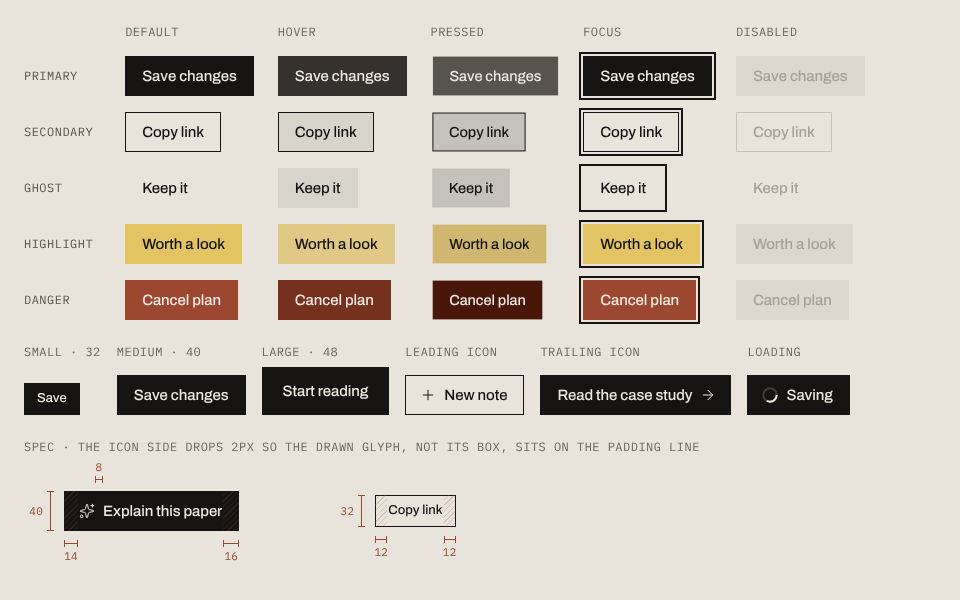 DEFAULT HOVER PRESSED FOCUS DISABLED
PRIMARY Save changes Save changes Save changes Save changes Save changes
SECONDARY Copy link Copy link Copy link Copy link Copy link
GHOST Keep it Keep it Keep it Keep it Keep it
HIGHLIGHT Worth a look Worth a look Worth a look Worth a look Worth a look
DANGER Cancel plan Cancel plan Cancel plan Cancel plan Cancel plan
SMALL · 32 MEDIUM · 40 LARGE · 48 LEADING ICON TRAILING ICON LOADING
Save Save changes Start reading + New note Read the case study → Saving
SPEC · THE ICON SIDE DROPS 2PX SO THE DRAWN GLYPH, NOT ITS BOX, SITS ON THE PADDING LINE
8
40 Explain this paper 32 Copy link
14 16 12 12